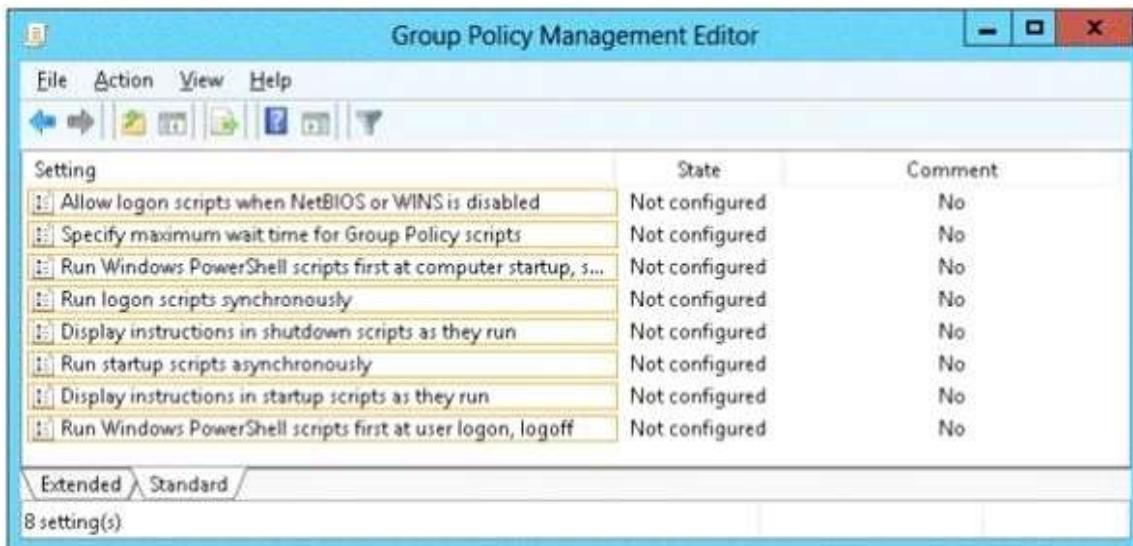 Group Policy Management Editor
File Action View Help
Setting State Comment
Allow logon scripts when NetBIOS or WINS is disabled Not configured No
Specify maximum wait time for Group Policy scripts Not configured No
Run Windows PowerShell scripts first at computer startup, s... Not configured No
Run logon scripts synchronously Not configured No
Display instructions in shutdown scripts as they run Not configured No
Run startup scripts asynchronously Not configured No
Display instructions in startup scripts as they run Not configured No
Run Windows PowerShell scripts first at user logon, logoff Not configured No
Extended Standard
8 setting(s)